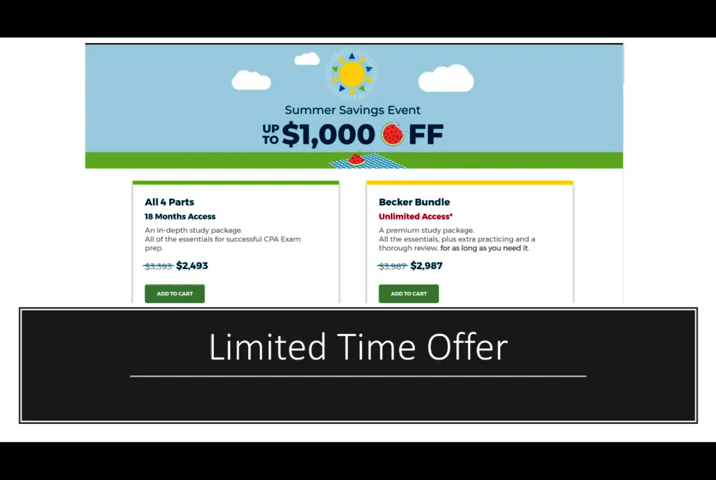 Summer Savings Event
UP TO $1,000 OFF
All 4 Parts
18 Months Access
An in-depth study package.
All of the essentials for successful CPA Exam
prep.
$3,393 $2,493
ADD TO CART
Becker Bundle
Unlimited Access*
A premium study package.
All the essentials, plus extra practicing and a
thorough review, for as long as you need it.
$3,987 $2,987
ADD TO CART
Limited Time Offer